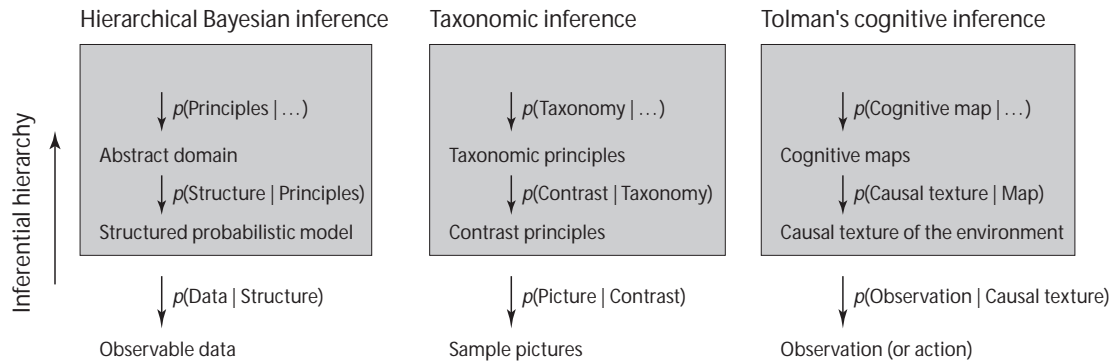 Hierarchical Bayesian inference
p(Principles | …)
Abstract domain
p(Structure | Principles)
Structured probabilistic model
p(Data | Structure)
Observable data
Taxonomic inference
p(Taxonomy | …)
Taxonomic principles
p(Contrast | Taxonomy)
Contrast principles
p(Picture | Contrast)
Sample pictures
Tolman's cognitive inference
p(Cognitive map | …)
Cognitive maps
p(Causal texture | Map)
Causal texture of the environment
p(Observation | Causal texture)
Observation (or action)
Inferential hierarchy